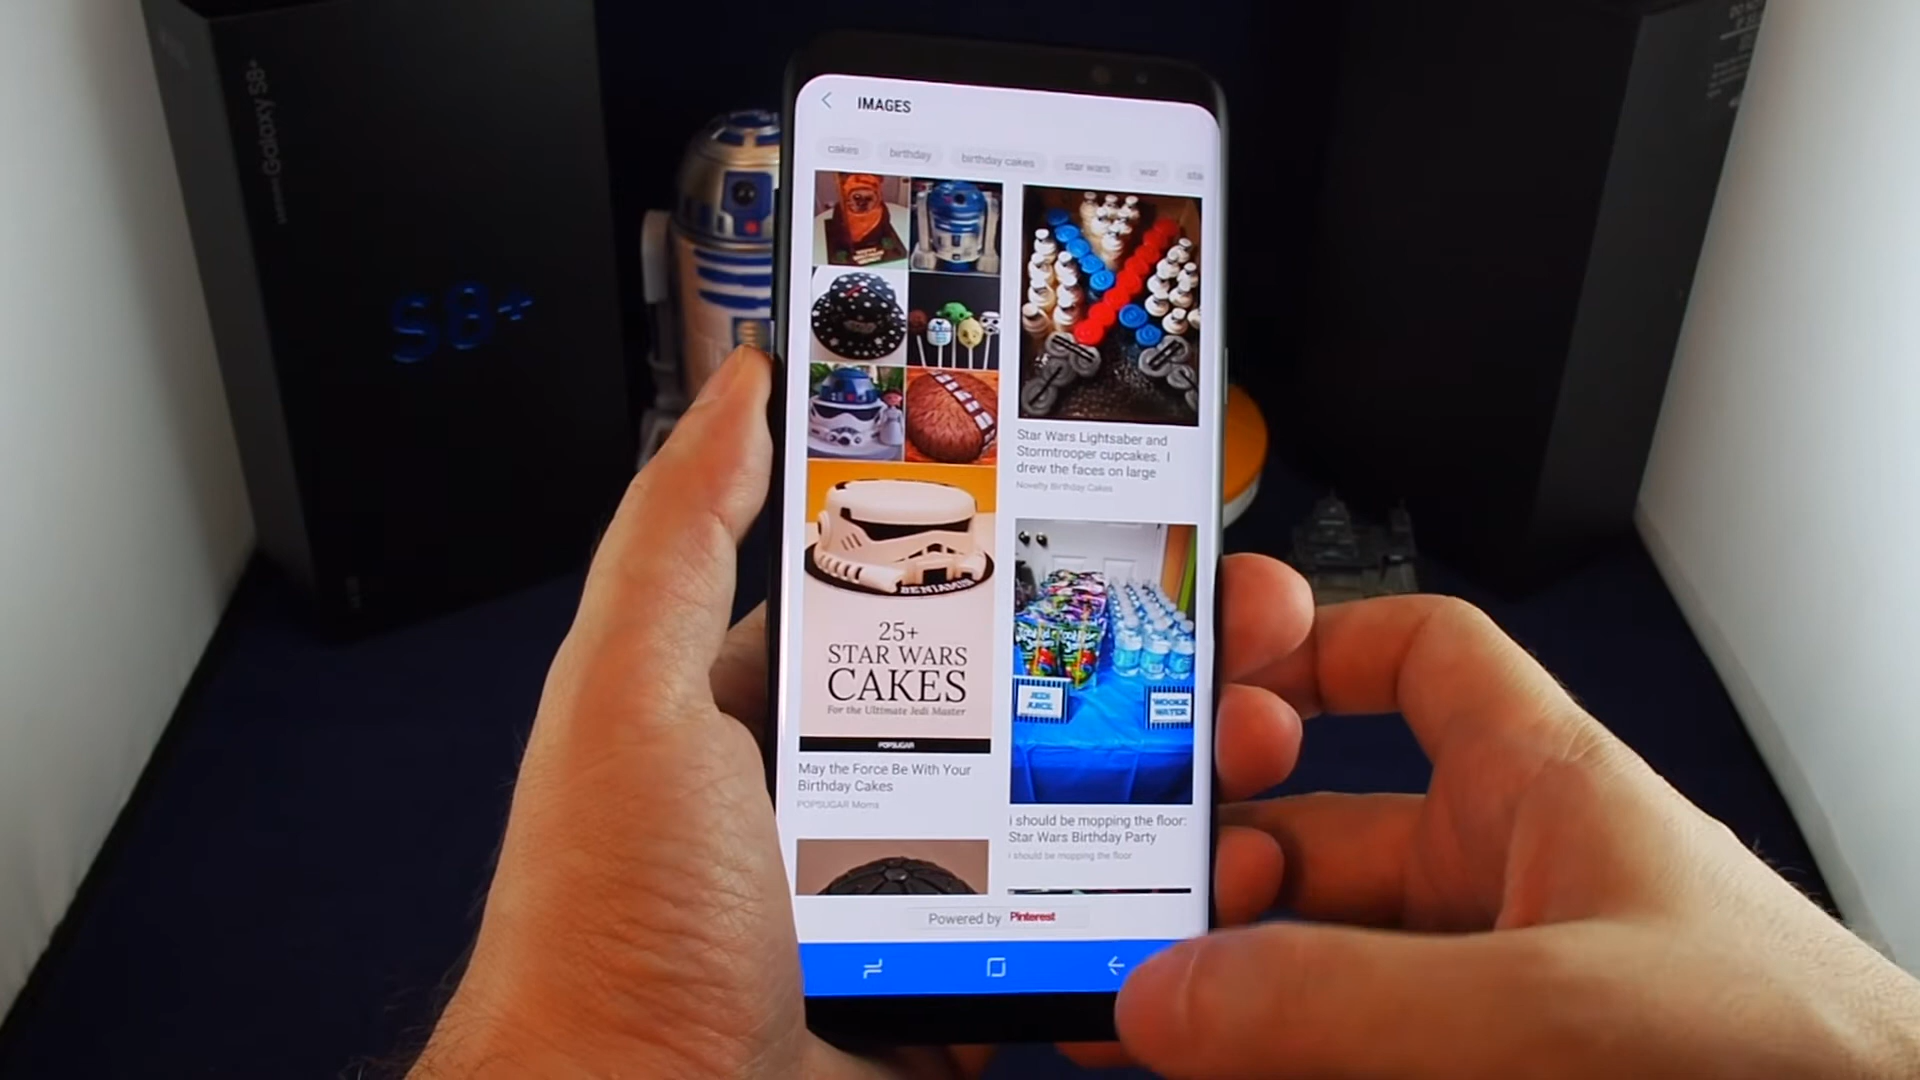 Galaxy S8+
S8+
IMAGES
cakes
birthday
birthday cakes
star wars
war
sta
BENJAMIN
25+
STAR WARS
CAKES
For the Ultimate Jedi Master
POPSUGAR
May the Force Be With Your
Birthday Cakes
POPSUGAR Moms
Star Wars Lightsaber and
Stormtrooper cupcakes. I
drew the faces on large
Novelty Birthday Cakes
JEDI
JUICE
WOOKIE
WATER
i should be mopping the floor:
Star Wars Birthday Party
i should be mopping the floor
Powered by Pinterest